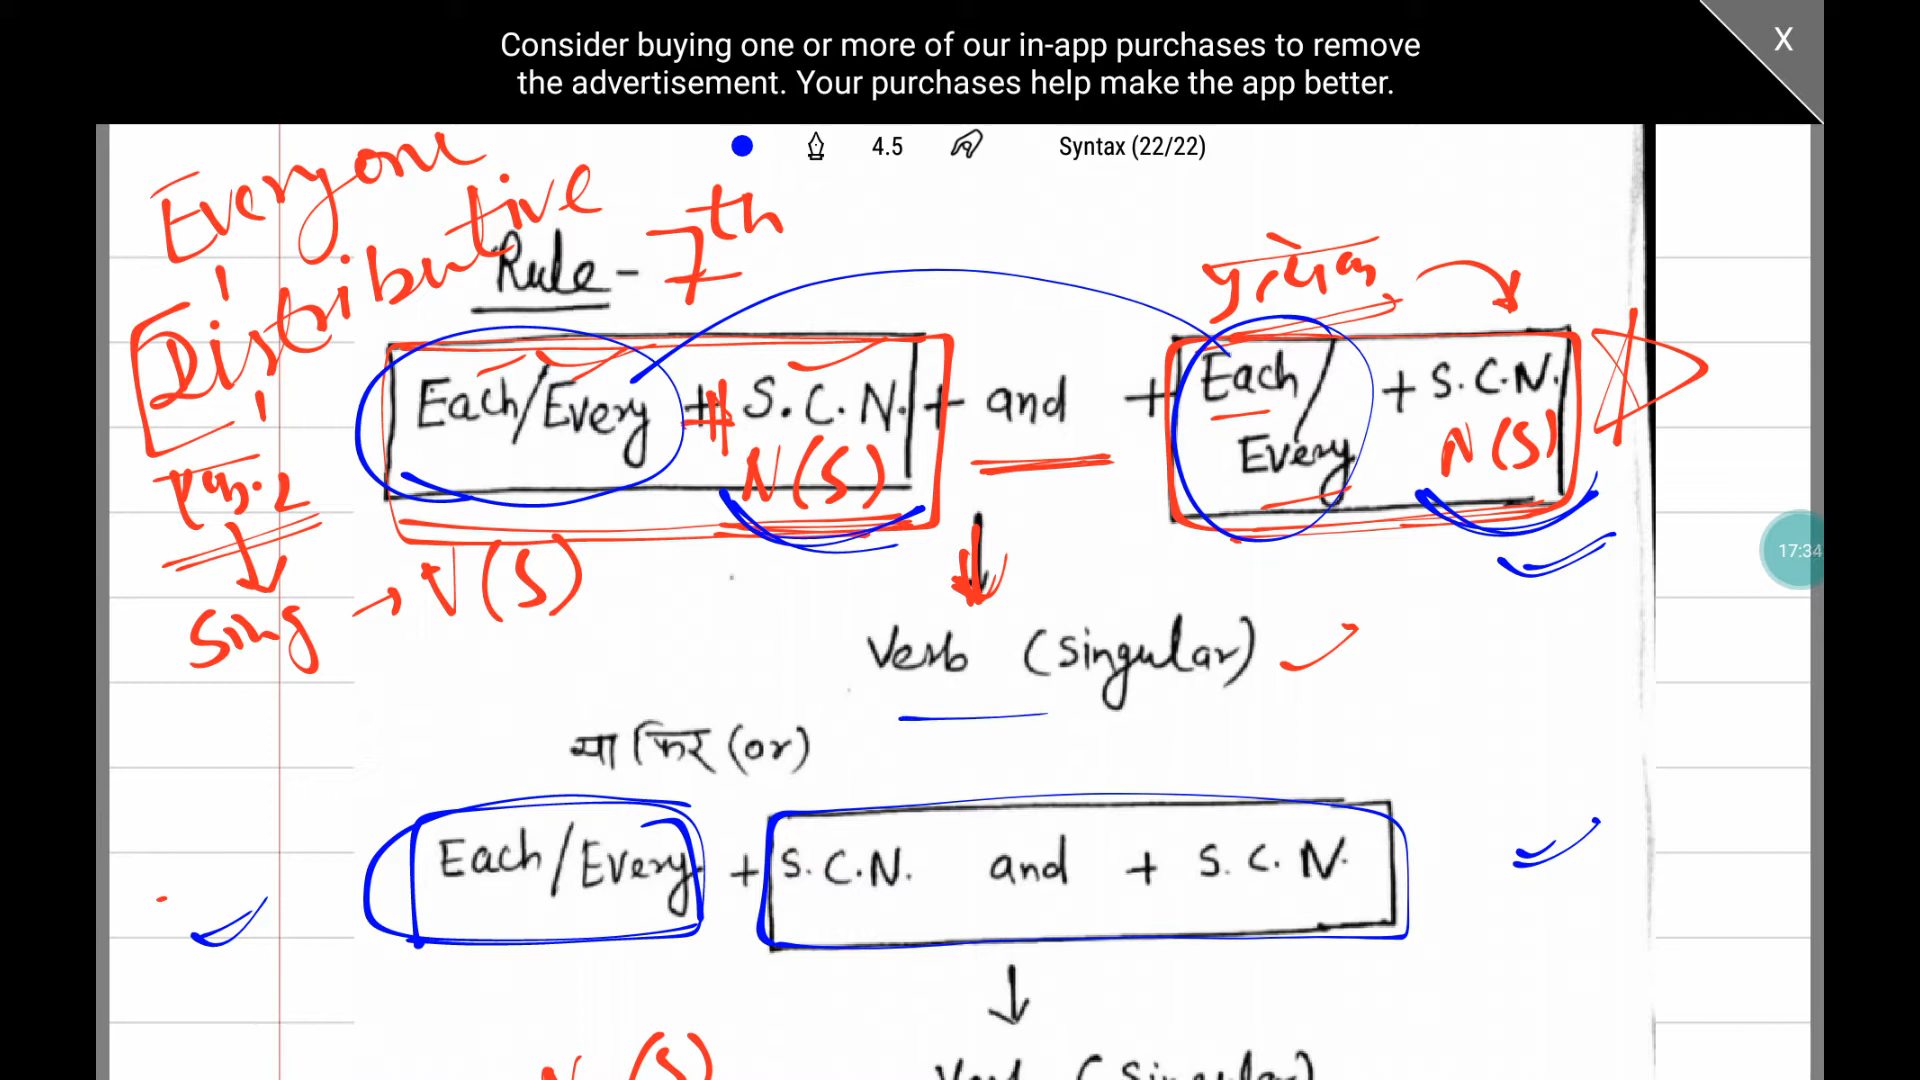 Consider buying one or more of our in-app purchases to remove
the advertisement. Your purchases help make the app better.
X
4.5 Syntax (22/22)
Everyone
Distributive
Rule - 7th
Each/Every + S.C.N. + and + Each/Every + S.C.N.
N(S) N(S)
Sing → V(S)
17:34
Verb (singular)
या फिर (or)
Each/Every + S.C.N. and + S.C.N.
(S)
Verb (singular)